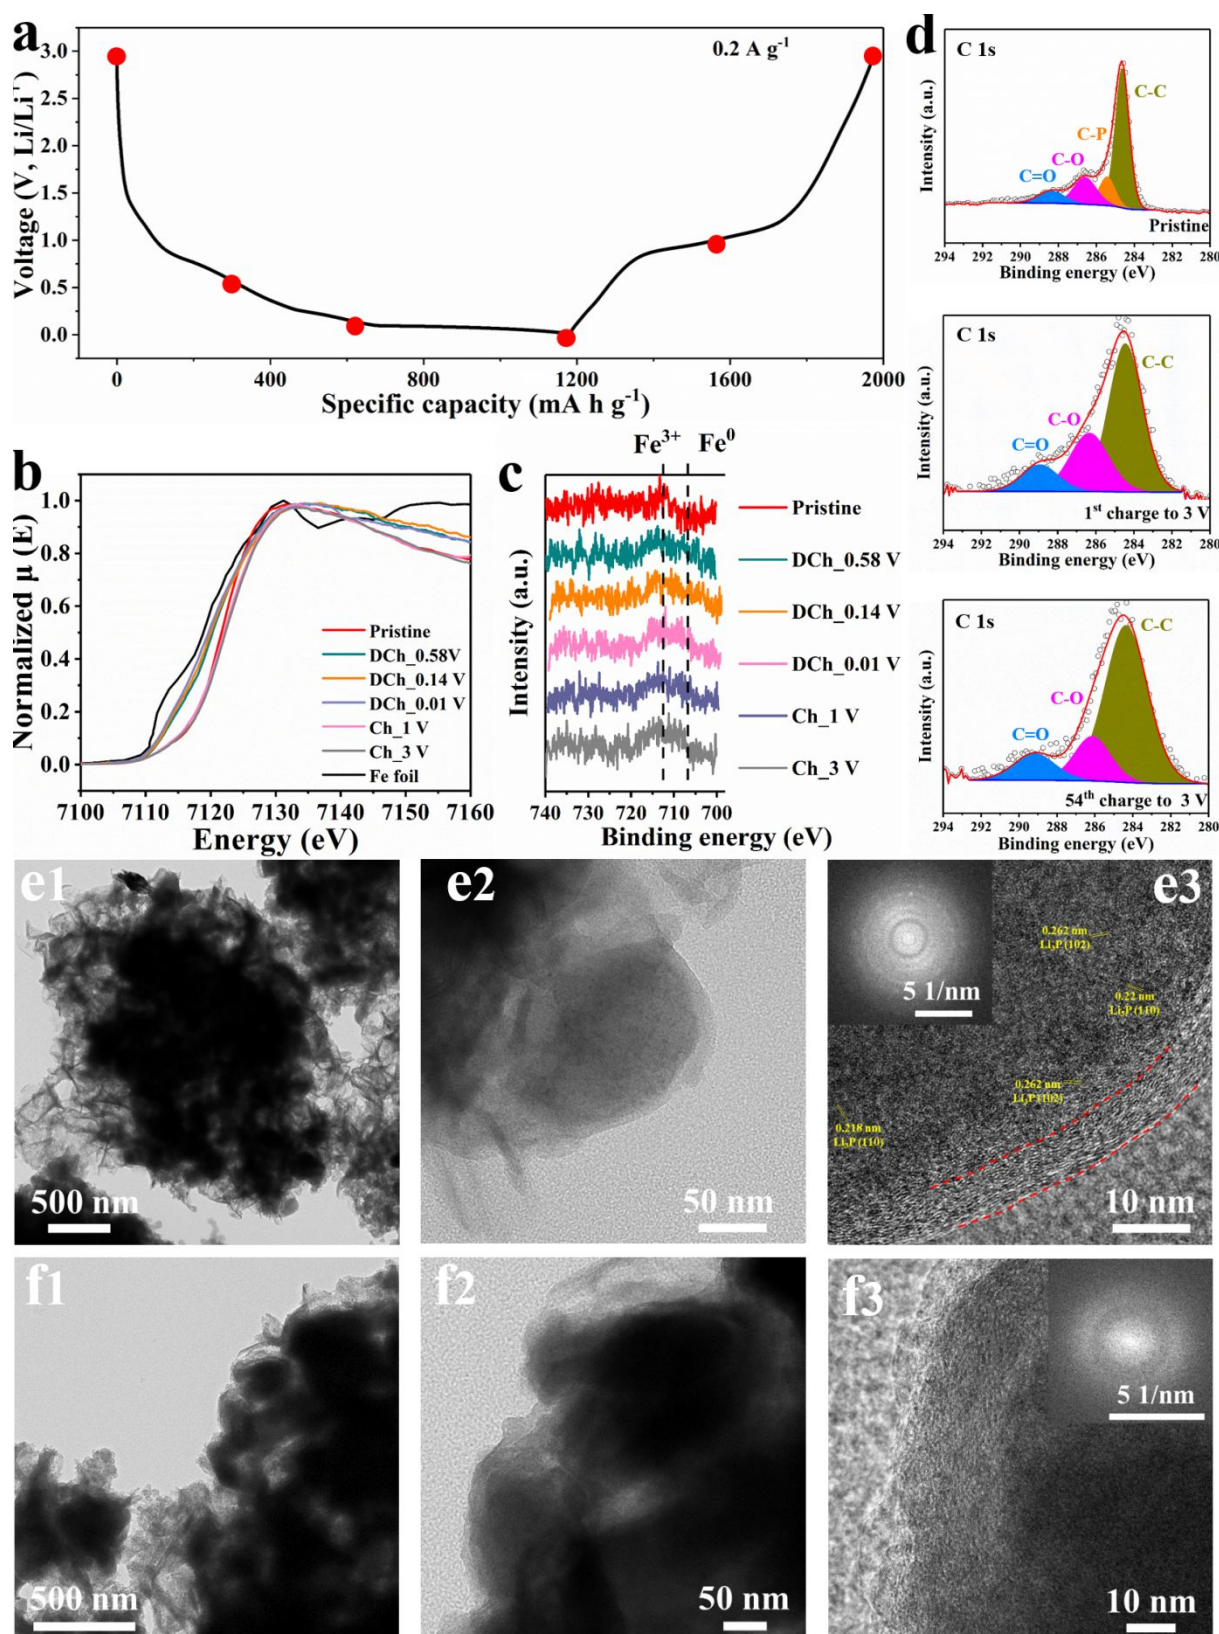 a
0.2 A g⁻¹
Voltage (V, Li/Li⁺)
3.0
2.5
2.0
1.5
1.0
0.5
0.0
0 400 800 1200 1600 2000
Specific capacity (mA h g⁻¹)
b
Normalized μ (E)
1.0
0.8
0.6
0.4
0.2
0.0
Pristine
DCh_0.58V
DCh_0.14 V
DCh_0.01 V
Ch_1 V
Ch_3 V
Fe foil
7100 7110 7120 7130 7140 7150 7160
Energy (eV)
c
Fe³⁺ Fe⁰
Intensity (a.u.)
Pristine
DCh_0.58 V
DCh_0.14 V
DCh_0.01 V
Ch_1 V
Ch_3 V
740 730 720 710 700
Binding energy (eV)
d
C 1s
Intensity (a.u.)
C-C
C-P
C-O
C=O
Pristine
294 292 290 288 286 284 282 280
Binding energy (eV)
C 1s
Intensity (a.u.)
C-C
C-O
C=O
1st charge to 3 V
294 292 290 288 286 284 282 280
Binding energy (eV)
C 1s
Intensity (a.u.)
C-C
C-O
C=O
54th charge to 3 V
294 292 290 288 286 284 282 280
Binding energy (eV)
e1
500 nm
e2
50 nm
e3
5 1/nm
0.262 nm
Li₃P (102)
0.22 nm
Li₃P (110)
0.262 nm
Li₃P (102)
0.218 nm
Li₃P (110)
10 nm
f1
500 nm
f2
50 nm
f3
5 1/nm
10 nm